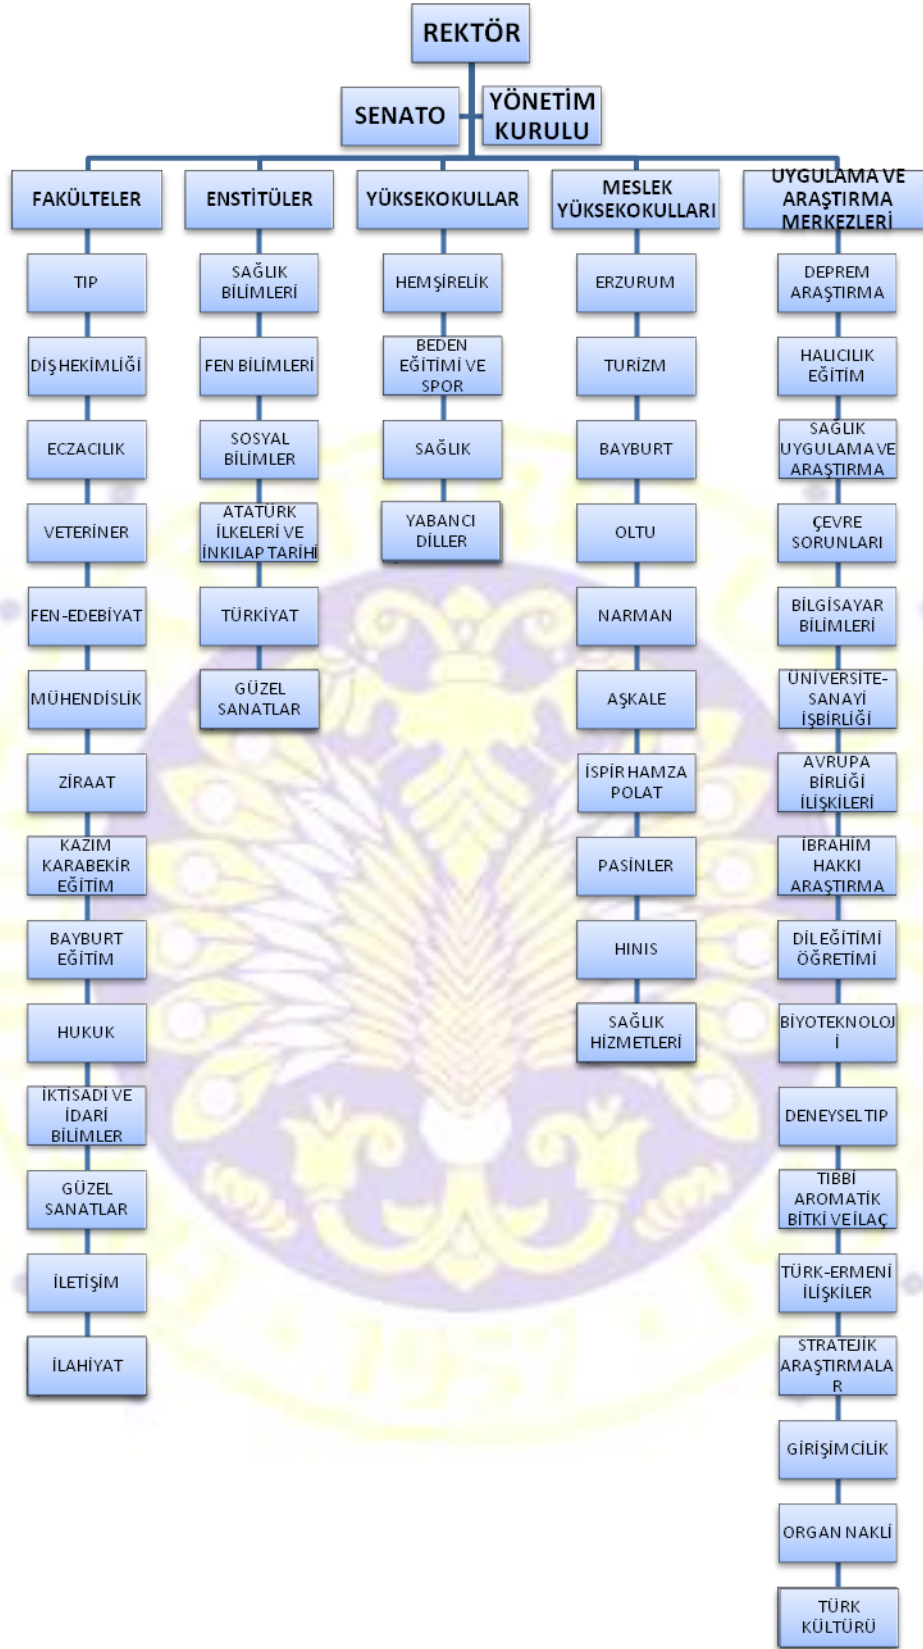 REKTÖR
SENATO
YÖNETİM
KURULU
FAKÜLTELER
TIP
DİŞHEKİMLİĞİ
ECZACILIK
VETERİNER
FEN-EDEBİYAT
MÜHENDİSLİK
ZİRAAT
KAZIM
KARABEKİR
EĞİTİM
BAYBURT
EĞİTİM
HUKUK
İKTİSADİ VE
İDARİ
BİLİMLER
GÜZEL
SANATLAR
İLETİŞİM
İLAHİYAT
ENSTİTÜLER
SAĞLIK
BİLİMLERİ
FEN BİLİMLERİ
SOSYAL
BİLİMLER
ATATÜRK
İLKELERİ VE
İNKILAP TARİHİ
TÜRKİYAT
GÜZEL
SANATLAR
YÜKSEKOKULLAR
HEMŞİRELİK
BEDEN
EĞİTİMİ VE
SPOR
SAĞLIK
YABANCI
DİLLER
MESLEK
YÜKSEKOKULLARI
ERZURUM
TURİZM
BAYBURT
OLTU
NARMAN
AŞKALE
İSPİR HAMZA
POLAT
PASİNLER
HINIS
SAĞLIK
HİZMETLERİ
UYGULAMA VE
ARAŞTIRMA
MERKEZLERİ
DEPREM
ARAŞTIRMA
HALICILIK
EĞİTİM
SAĞLIK
UYGULAMA VE
ARAŞTIRMA
ÇEVRE
SORUNLARI
BİLGİSAYAR
BİLİMLERİ
ÜNİVERSİTE-
SANAYİ
İŞBİRLİĞİ
AVRUPA
BİRLİĞİ
İLİŞKİLERİ
İBRAHİM
HAKKI
ARAŞTIRMA
DİL EĞİTİMİ
ÖĞRETİMİ
BİYOTEKNOLOJ
İ
DENEYSEL TIP
TIBBİ
AROMATİK
BİTKİ VE İLAÇ
TÜRK-ERMENİ
İLİŞKİLER
STRATEJİK
ARAŞTIRMALA
R
GİRİŞİMCİLİK
ORGAN NAKLİ
TÜRK
KÜLTÜRÜ
1957